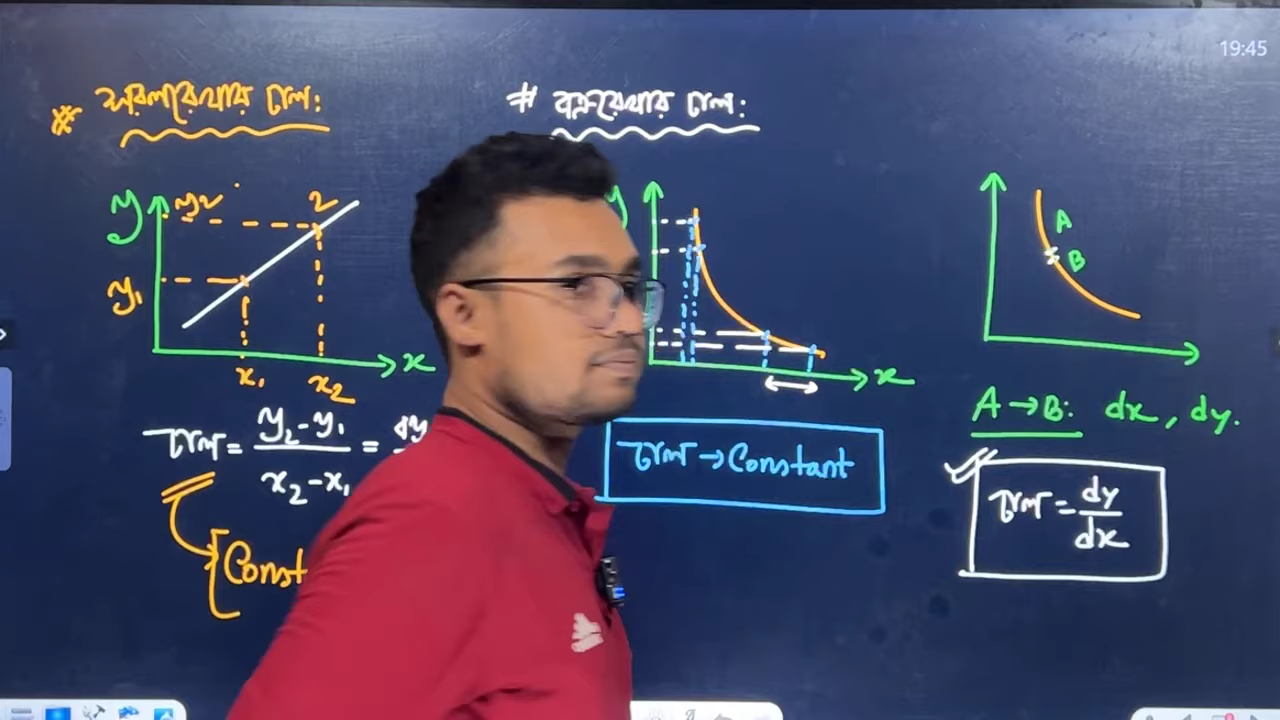 19:45
# সরলরেখার ঢাল:
# বক্ররেখার ঢাল:
y
y2
2
y1
x1
x2
x
ঢাল = y2-y1 / x2-x1 = dy
[Const
y
x
ঢাল → Constant
A
B
A → B: dx, dy.
ঢাল = dy/dx